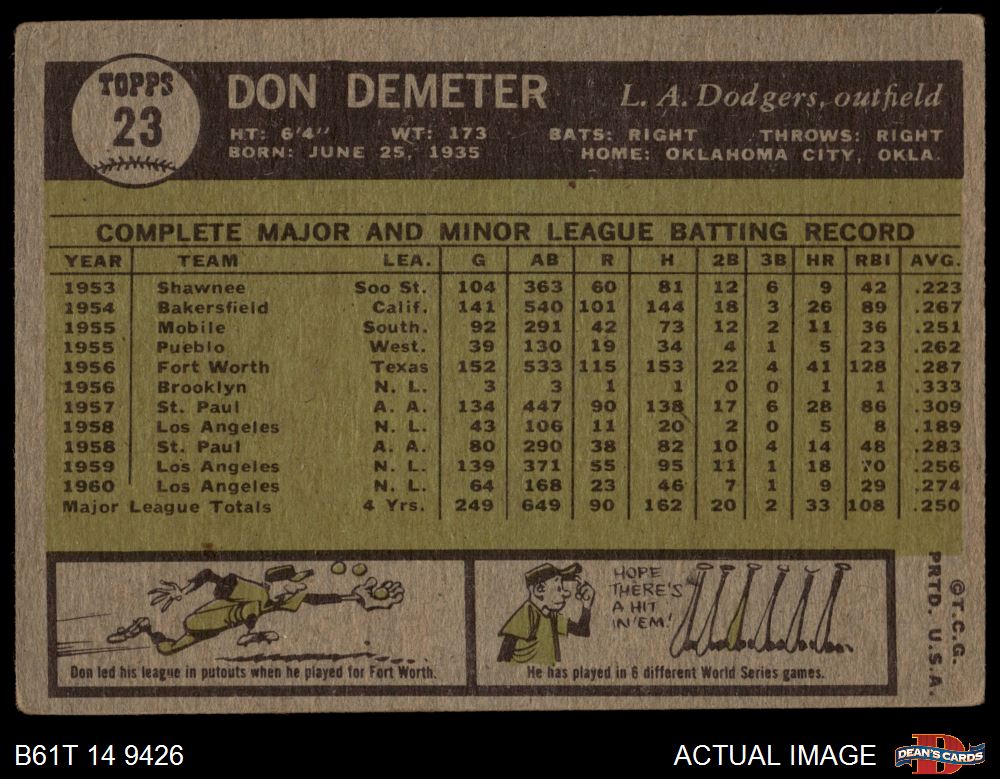 TOPPS
23
DON DEMETER
L. A. Dodgers, outfield
HT: 6'4" WT: 173 BATS: RIGHT THROWS: RIGHT
BORN: JUNE 25, 1935 HOME: OKLAHOMA CITY, OKLA.
COMPLETE MAJOR AND MINOR LEAGUE BATTING RECORD
YEAR TEAM LEA. G AB R H 2B 3B HR RBI AVG.
1953 Shawnee Soo St. 104 363 60 81 12 6 9 42 .223
1954 Bakersfield Calif. 141 540 101 144 18 3 26 89 .267
1955 Mobile South. 92 291 42 73 12 2 11 36 .251
1955 Pueblo West. 39 130 19 34 4 1 5 23 .262
1956 Fort Worth Texas 152 533 115 153 22 4 41 128 .287
1956 Brooklyn N. L. 3 3 1 1 0 0 1 1 .333
1957 St. Paul A. A. 134 447 90 138 17 6 28 86 .309
1958 Los Angeles N. L. 43 106 11 20 2 0 5 8 .189
1958 St. Paul A. A. 80 290 38 82 10 4 14 48 .283
1959 Los Angeles N. L. 139 371 55 95 11 1 18 70 .256
1960 Los Angeles N. L. 64 168 23 46 7 1 9 29 .274
Major League Totals 4 Yrs. 249 649 90 162 20 2 33 108 .250
Don led his league in putouts when he played for Fort Worth.
HOPE
THERE'S
A HIT
IN 'EM!
He has played in 6 different World Series games.
©T.C.G.
PRTD. U.S.A.
B61T 14 9426
ACTUAL IMAGE
DEAN'S CARDS